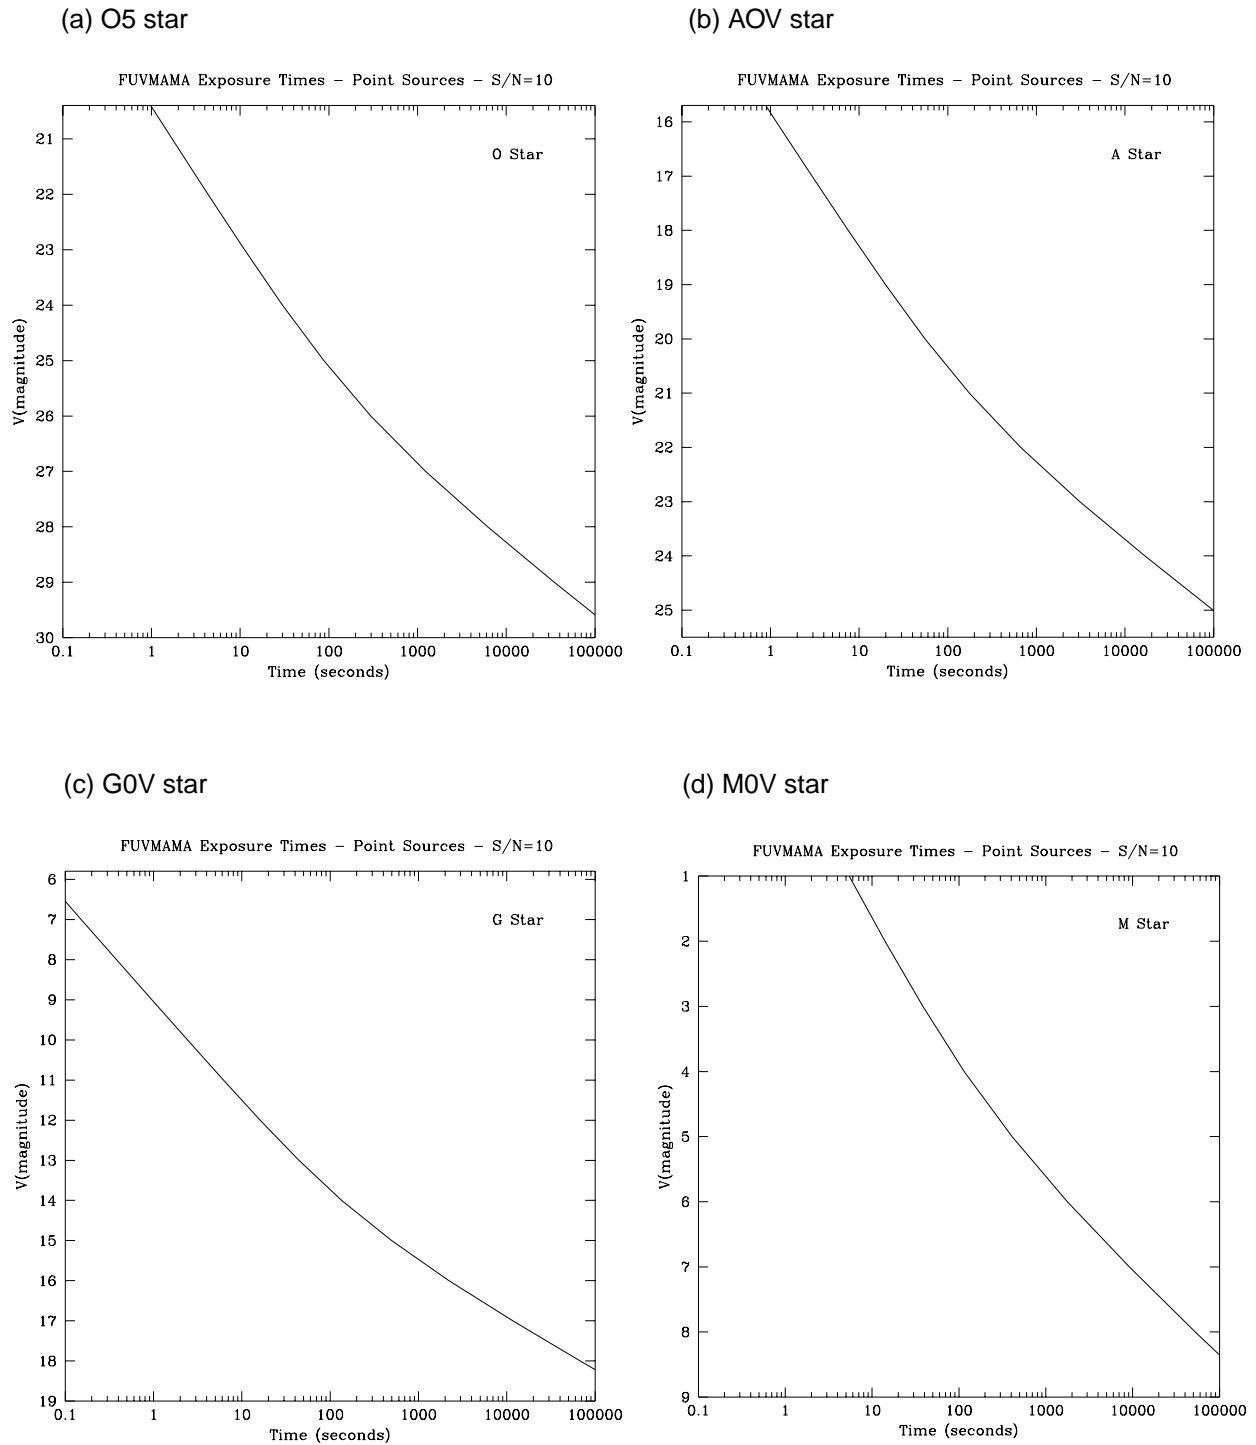 (a) O5 star
FUVMAMA Exposure Times – Point Sources – S/N=10
O Star
V(magnitude)
21
22
23
24
25
26
27
28
29
30
0.1 1 10 100 1000 10000 100000
Time (seconds)
(b) AOV star
FUVMAMA Exposure Times – Point Sources – S/N=10
A Star
V(magnitude)
16
17
18
19
20
21
22
23
24
25
0.1 1 10 100 1000 10000 100000
Time (seconds)
(c) G0V star
FUVMAMA Exposure Times – Point Sources – S/N=10
G Star
V(magnitude)
6
7
8
9
10
11
12
13
14
15
16
17
18
19
0.1 1 10 100 1000 10000 100000
Time (seconds)
(d) M0V star
FUVMAMA Exposure Times – Point Sources – S/N=10
M Star
V(magnitude)
1
2
3
4
5
6
7
8
9
0.1 1 10 100 1000 10000 100000
Time (seconds)